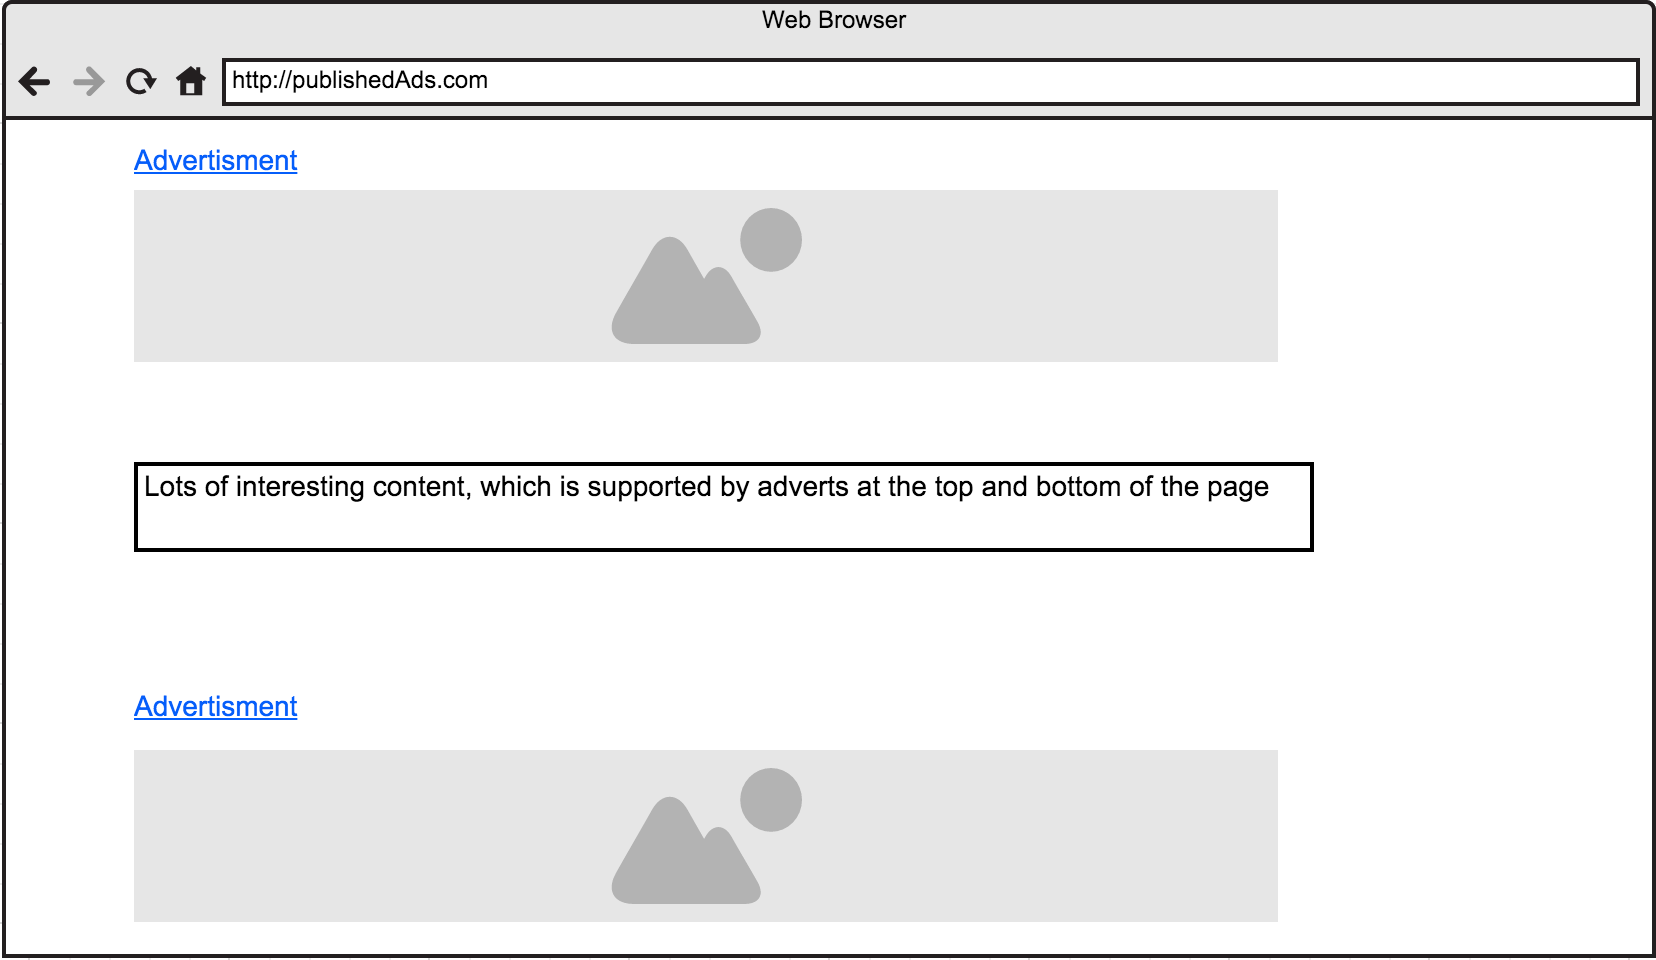 Web Browser
http://publishedAds.com
Advertisment
Lots of interesting content, which is supported by adverts at the top and bottom of the page
Advertisment